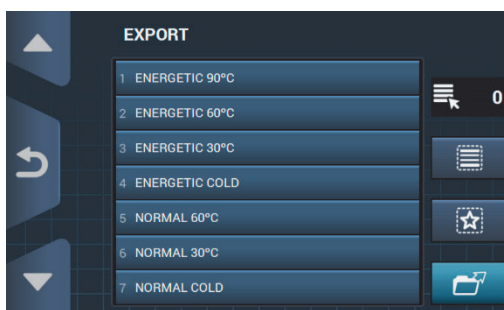 EXPORT
1 ENERGETIC 90ºC
2 ENERGETIC 60ºC
3 ENERGETIC 30ºC
4 ENERGETIC COLD
5 NORMAL 60ºC
6 NORMAL 30ºC
7 NORMAL COLD
0